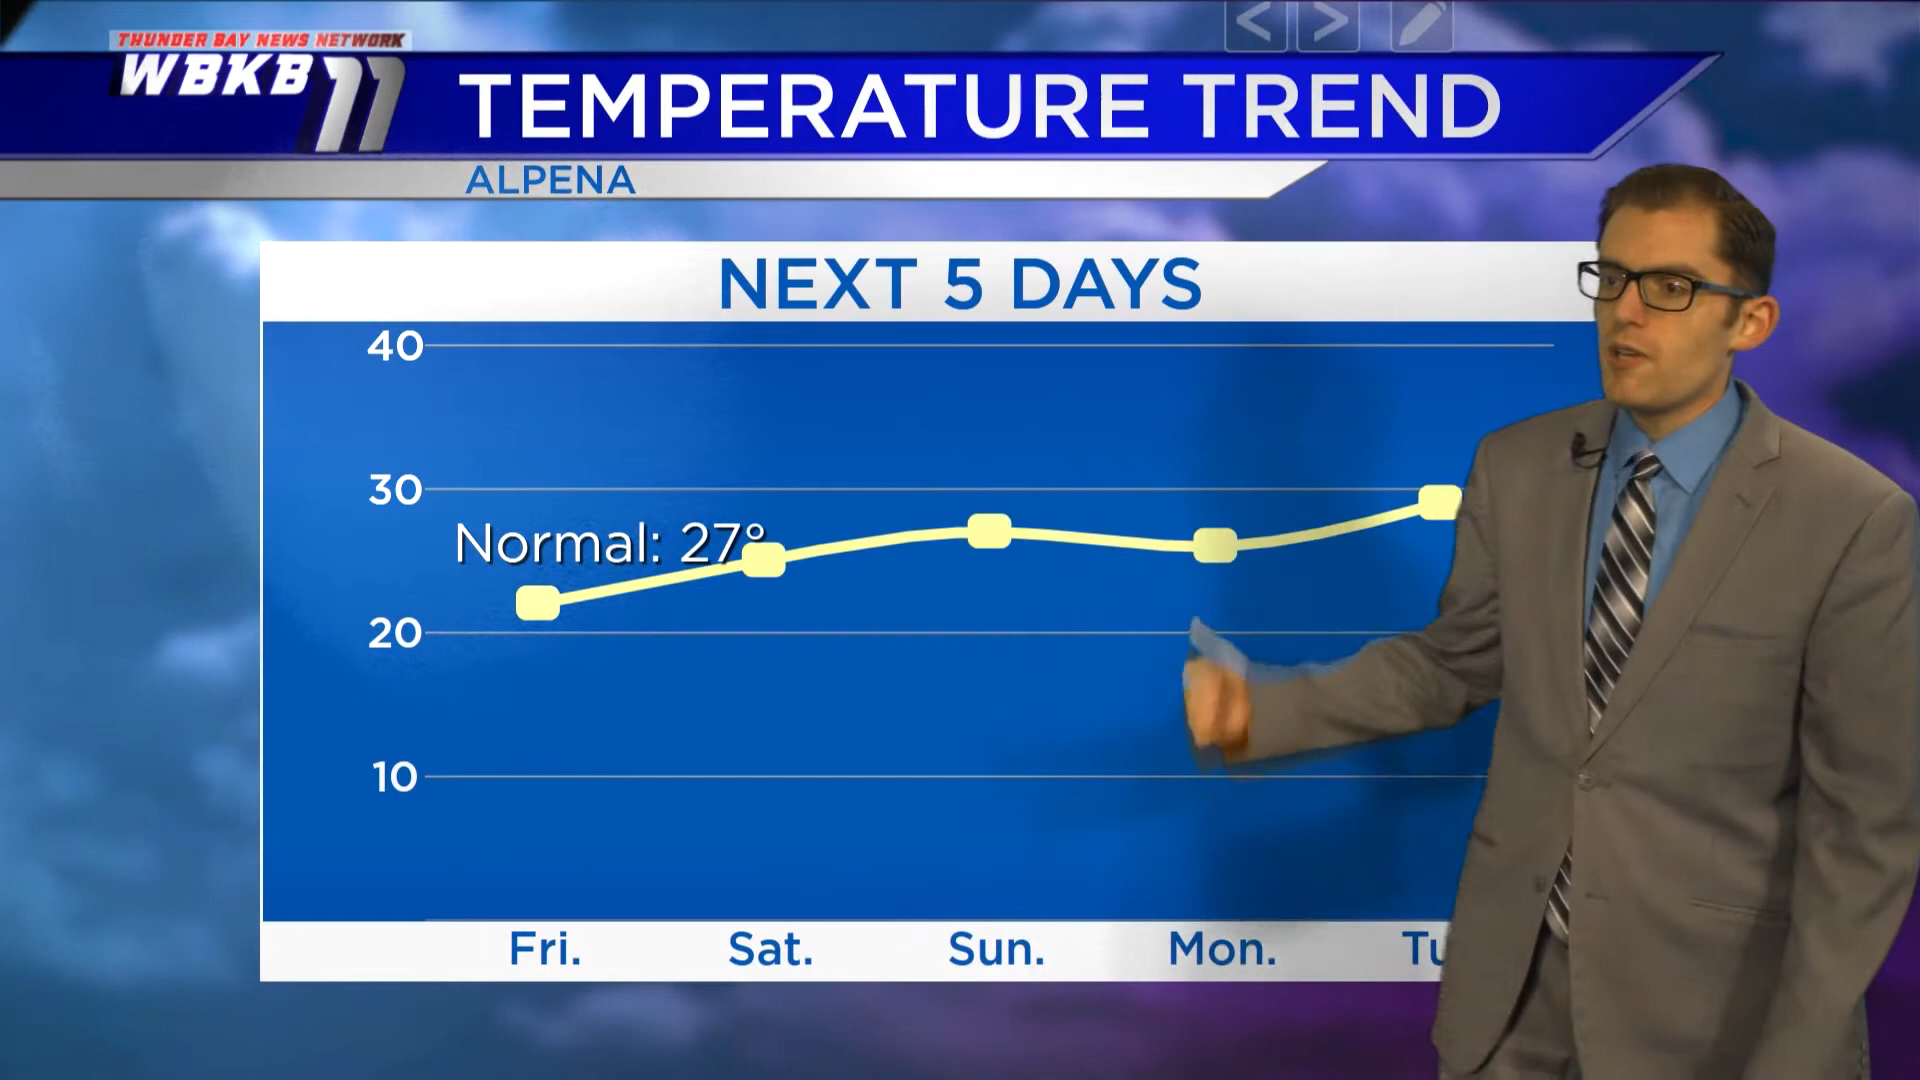 THUNDER BAY NEWS NETWORK
WBKB 11
TEMPERATURE TREND
ALPENA
NEXT 5 DAYS
40
30
Normal: 27°
20
10
Fri. Sat. Sun. Mon. Tu